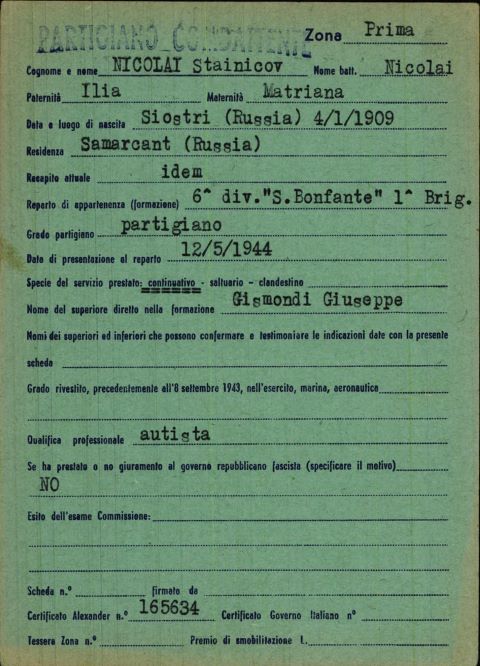 PARTIGIANO COMBATTENTE
Zona Prima
Cognome e nome NICOLAI Stainicov Nome batt. Nicolai
Paternità Ilia Maternità Matriana
Data e luogo di nascita Siostri (Russia) 4/1/1909
Residenza Samarcant (Russia)
Recapito attuale idem
Reparto di appartenenza (formazione) 6^ div."S.Bonfante" 1^ Brig.
Grado partigiano partigiano
Data di presentazione al reparto 12/5/1944
Specie del servizio prestato: continuativo - saltuario - clandestino
Nome del superiore diretto nella formazione Gismondi Giuseppe
Nomi dei superiori ed inferiori che possono confermare e testimoniare le indicazioni date con la presente
scheda
Grado rivestito, precedentemente all'8 settembre 1943, nell'esercito, marina, aeronautica
Qualifica professionale autista
Se ha prestato o no giuramento al governo repubblicano fascista (specificare il motivo)
NO
Esito dell'esame Commissione:
Scheda n.° firmato da
Certificato Alexander n.° 165634 Certificato Governo Italiano n°
Tessera Zona n.° Premio di smobilitazione L.